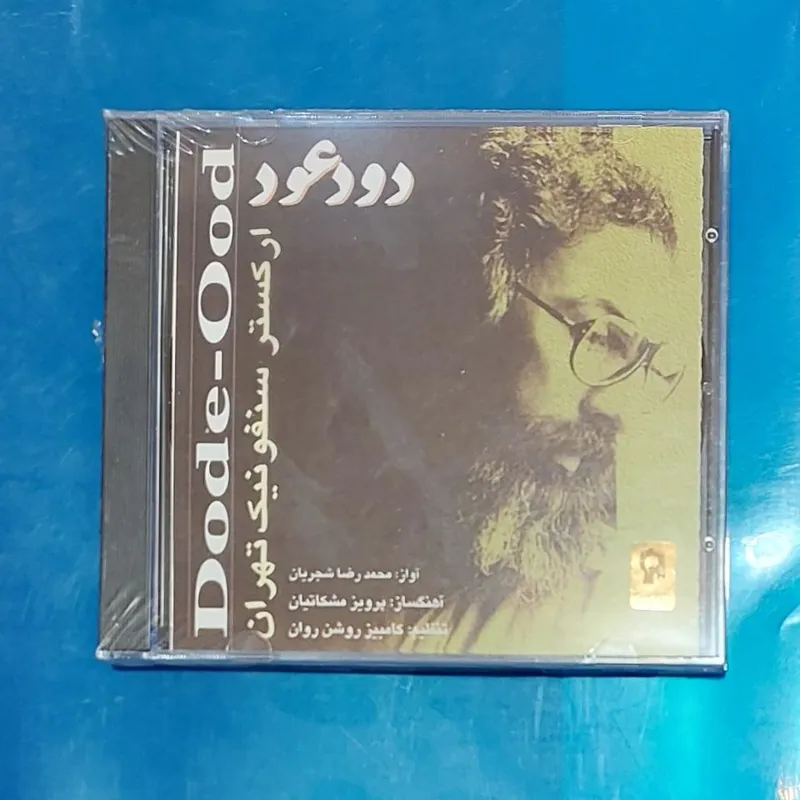 دود عود
Dode-Ood
ارکستر سنفونیک تهران
آواز: محمد رضا شجریان
آهنگساز: پرویز مشکاتیان
تنظیم: کامبیز روشن روان